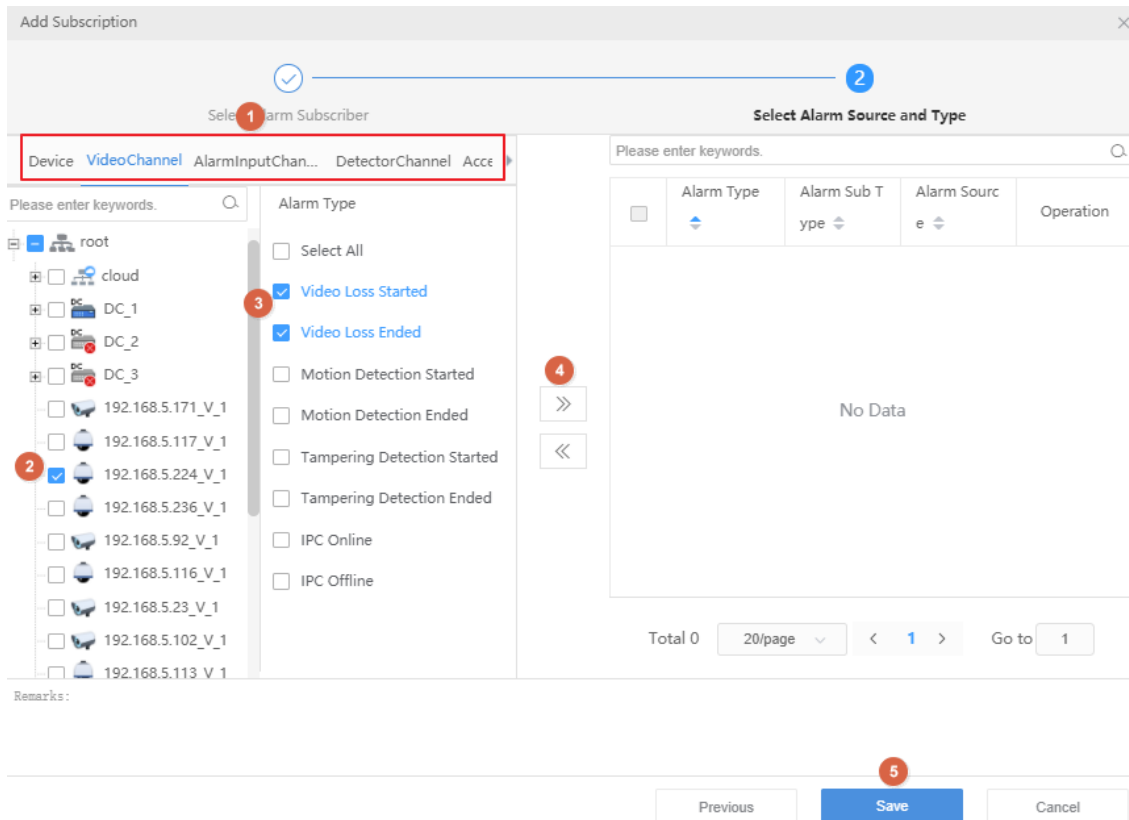 Add Subscription
2
Select Alarm Subscriber
Select Alarm Source and Type
1
Device VideoChannel AlarmInputChan... DetectorChannel Acce
Please enter keywords.
Alarm Type
root
cloud
DC_1
DC_2
DC_3
192.168.5.171_V_1
192.168.5.117_V_1
2
192.168.5.224_V_1
192.168.5.236_V_1
192.168.5.92_V_1
192.168.5.116_V_1
192.168.5.23_V_1
192.168.5.102_V_1
192.168.5.113_V_1
Select All
3
Video Loss Started
Video Loss Ended
Motion Detection Started
Motion Detection Ended
Tampering Detection Started
Tampering Detection Ended
IPC Online
IPC Offline
4
Please enter keywords.
Alarm Type
Alarm Sub T
ype
Alarm Sourc
e
Operation
No Data
Total 0 20/page 1 Go to 1
Remarks:
5
Previous Save Cancel